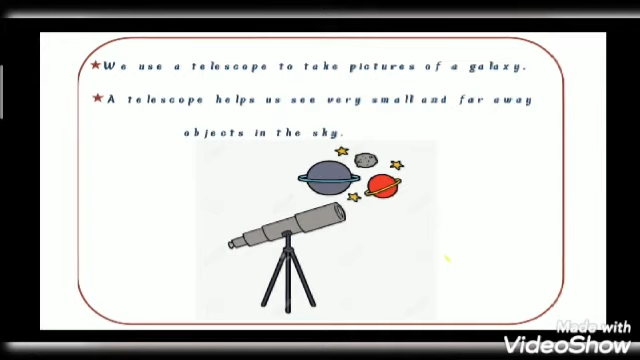 We use a telescope to take pictures of a galaxy.
A telescope helps us see very small and far away
objects in the sky.
Made with
VideoShow